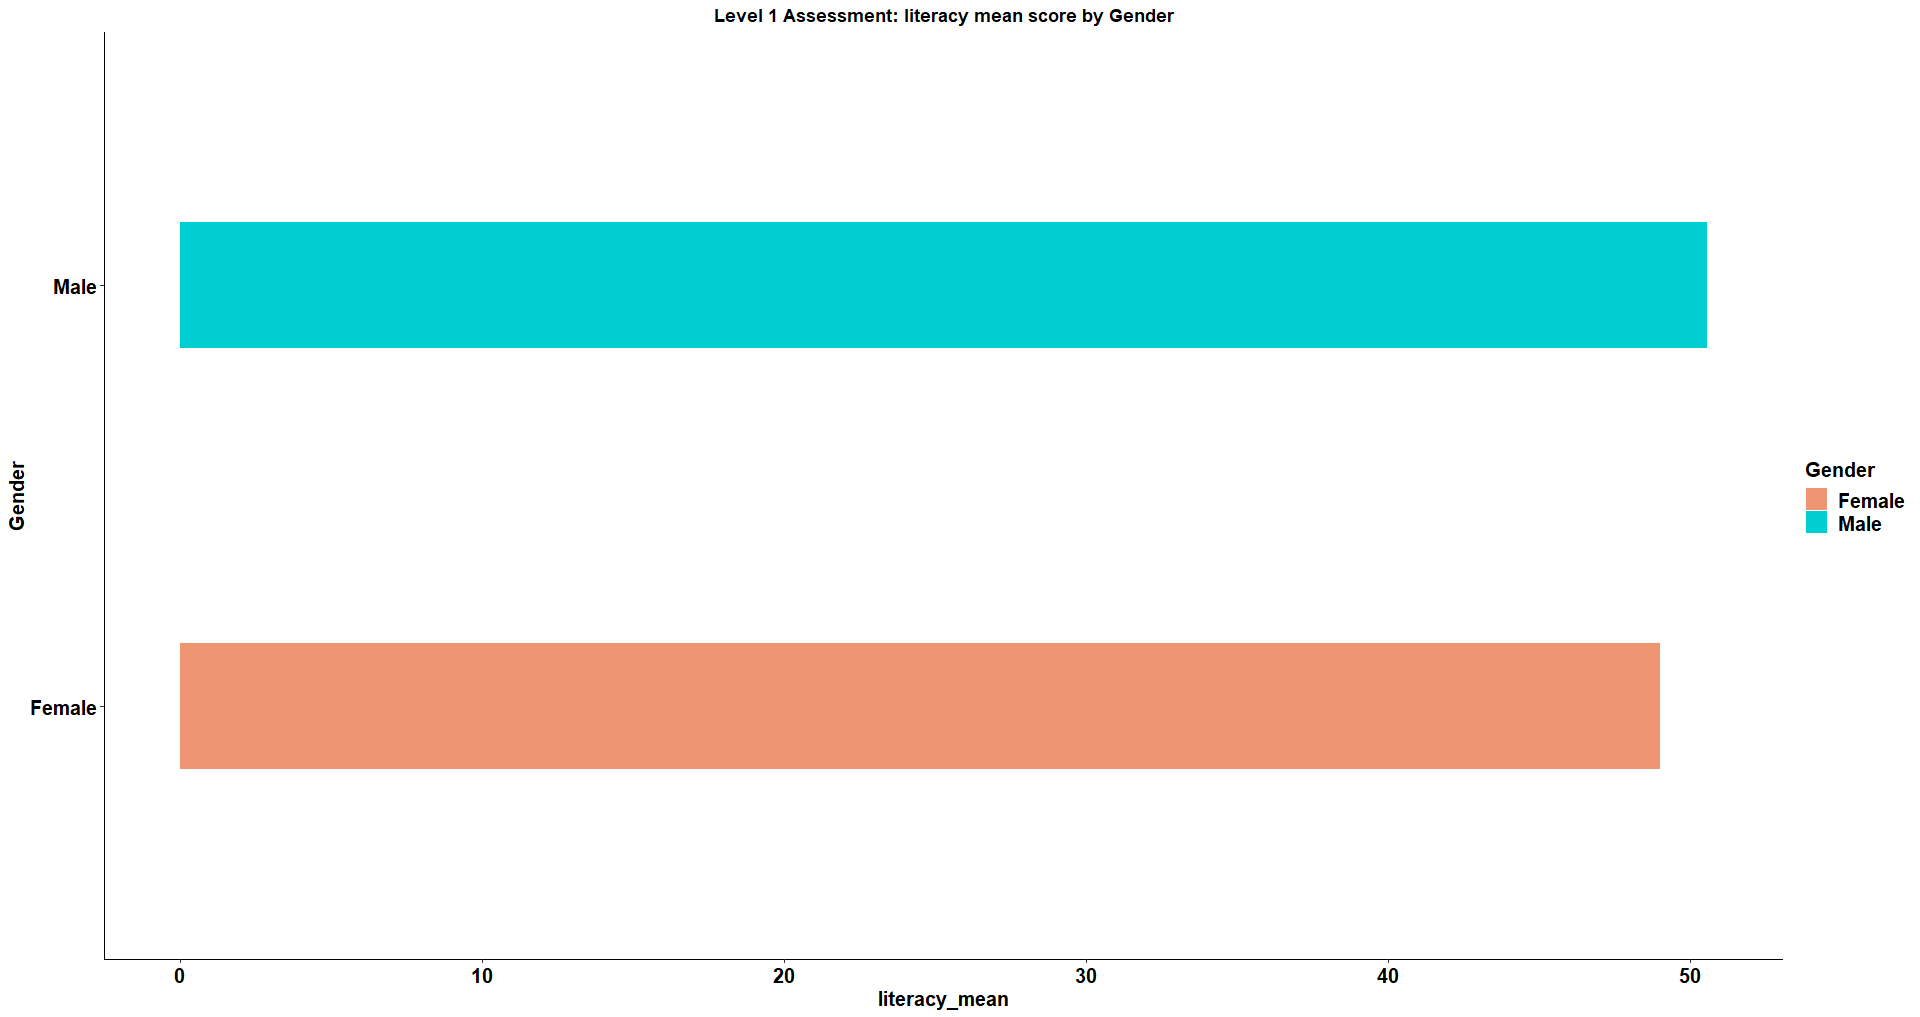 Level 1 Assessment: literacy mean score by Gender
Male
Female
Gender
Gender
Female
Male
0 10 20 30 40 50
literacy_mean